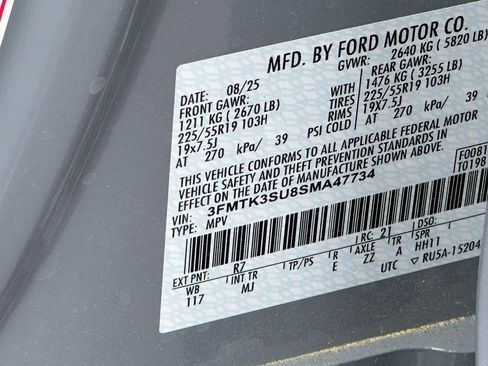 MFD. BY FORD MOTOR CO.
DATE: 08/25 GVWR: 2640 KG ( 5820 LB)
FRONT GAWR: REAR GAWR:
1211 KG ( 2670 LB) WITH 1476 KG ( 3255 LB)
225/55R19 103H TIRES 225/55R19 103H
19x7.5J RIMS 19x7.5J
AT 270 kPa/ 39 PSI COLD AT 270 kPa/ 39
THIS VEHICLE CONFORMS TO ALL APPLICABLE FEDERAL MOTOR
VEHICLE SAFETY AND THEFT PREVENTION STANDARDS IN
EFFECT ON THE DATE OF MANUFACTURE SHOWN ABOVE.
F0081
T0198
VIN: 3FMTK3SU8SMA47734
TYPE: MPV
EXT PNT: R7 RC: 2 DSO:
WB INT TR TP/PS R AXLE TR SPR
117 MJ E ZZ A HH11
UTC RU5A-15204